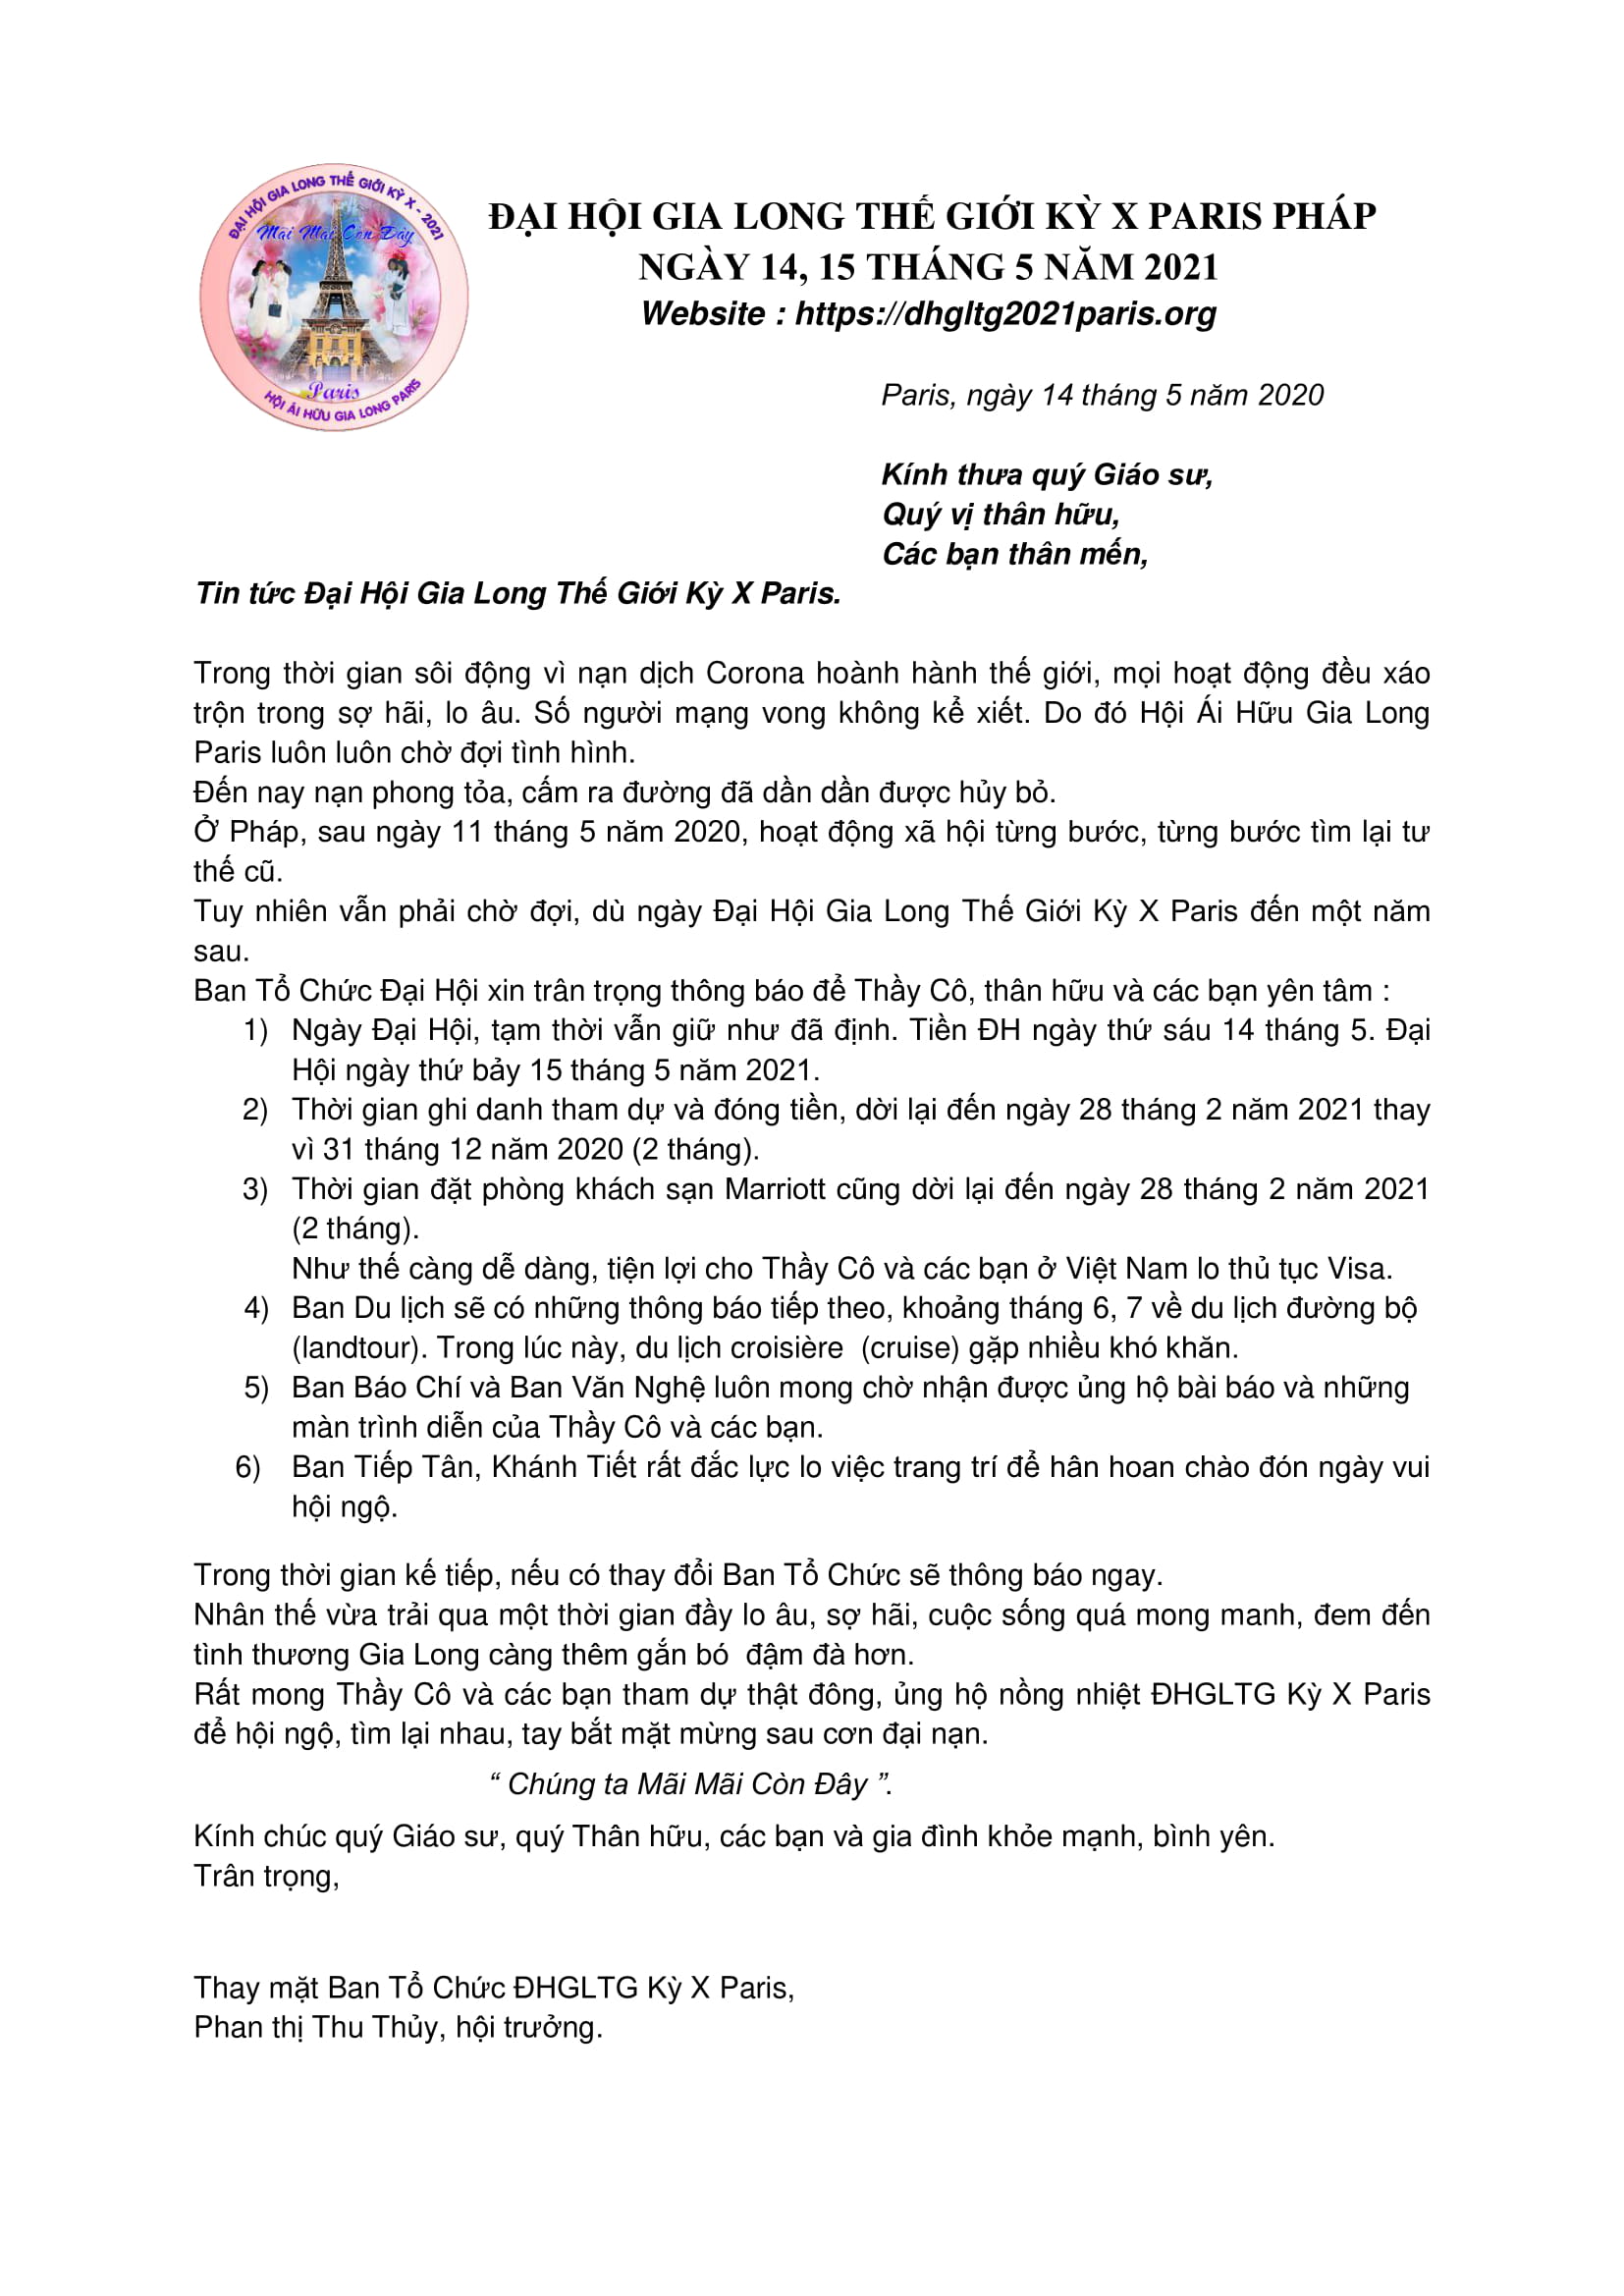 ĐẠI HỘI GIA LONG THẾ GIỚI KỲ X - 2021
Mãi Mãi Còn Đây
Paris
HỘI ÁI HỮU GIA LONG PARIS
ĐẠI HỘI GIA LONG THẾ GIỚI KỲ X PARIS PHÁP
NGÀY 14, 15 THÁNG 5 NĂM 2021
Website : https://dhgltg2021paris.org
Paris, ngày 14 tháng 5 năm 2020
Kính thưa quý Giáo sư,
Quý vị thân hữu,
Các bạn thân mến,
Tin tức Đại Hội Gia Long Thế Giới Kỳ X Paris.
Trong thời gian sôi động vì nạn dịch Corona hoành hành thế giới, mọi hoạt động đều xáo
trộn trong sợ hãi, lo âu. Số người mạng vong không kể xiết. Do đó Hội Ái Hữu Gia Long
Paris luôn luôn chờ đợi tình hình.
Đến nay nạn phong tỏa, cấm ra đường đã dần dần được hủy bỏ.
Ở Pháp, sau ngày 11 tháng 5 năm 2020, hoạt động xã hội từng bước, từng bước tìm lại tư
thế cũ.
Tuy nhiên vẫn phải chờ đợi, dù ngày Đại Hội Gia Long Thế Giới Kỳ X Paris đến một năm
sau.
Ban Tổ Chức Đại Hội xin trân trọng thông báo để Thầy Cô, thân hữu và các bạn yên tâm :
1) Ngày Đại Hội, tạm thời vẫn giữ như đã định. Tiền ĐH ngày thứ sáu 14 tháng 5. Đại
Hội ngày thứ bảy 15 tháng 5 năm 2021.
2) Thời gian ghi danh tham dự và đóng tiền, dời lại đến ngày 28 tháng 2 năm 2021 thay
vì 31 tháng 12 năm 2020 (2 tháng).
3) Thời gian đặt phòng khách sạn Marriott cũng dời lại đến ngày 28 tháng 2 năm 2021
(2 tháng).
Như thế càng dễ dàng, tiện lợi cho Thầy Cô và các bạn ở Việt Nam lo thủ tục Visa.
4) Ban Du lịch sẽ có những thông báo tiếp theo, khoảng tháng 6, 7 về du lịch đường bộ
(landtour). Trong lúc này, du lịch croisière (cruise) gặp nhiều khó khăn.
5) Ban Báo Chí và Ban Văn Nghệ luôn mong chờ nhận được ủng hộ bài báo và những
màn trình diễn của Thầy Cô và các bạn.
6) Ban Tiếp Tân, Khánh Tiết rất đắc lực lo việc trang trí để hân hoan chào đón ngày vui
hội ngộ.
Trong thời gian kế tiếp, nếu có thay đổi Ban Tổ Chức sẽ thông báo ngay.
Nhân thế vừa trải qua một thời gian đầy lo âu, sợ hãi, cuộc sống quá mong manh, đem đến
tình thương Gia Long càng thêm gắn bó đậm đà hơn.
Rất mong Thầy Cô và các bạn tham dự thật đông, ủng hộ nồng nhiệt ĐHGLTG Kỳ X Paris
để hội ngộ, tìm lại nhau, tay bắt mặt mừng sau cơn đại nạn.
“ Chúng ta Mãi Mãi Còn Đây ”.
Kính chúc quý Giáo sư, quý Thân hữu, các bạn và gia đình khỏe mạnh, bình yên.
Trân trọng,
Thay mặt Ban Tổ Chức ĐHGLTG Kỳ X Paris,
Phan thị Thu Thủy, hội trưởng.